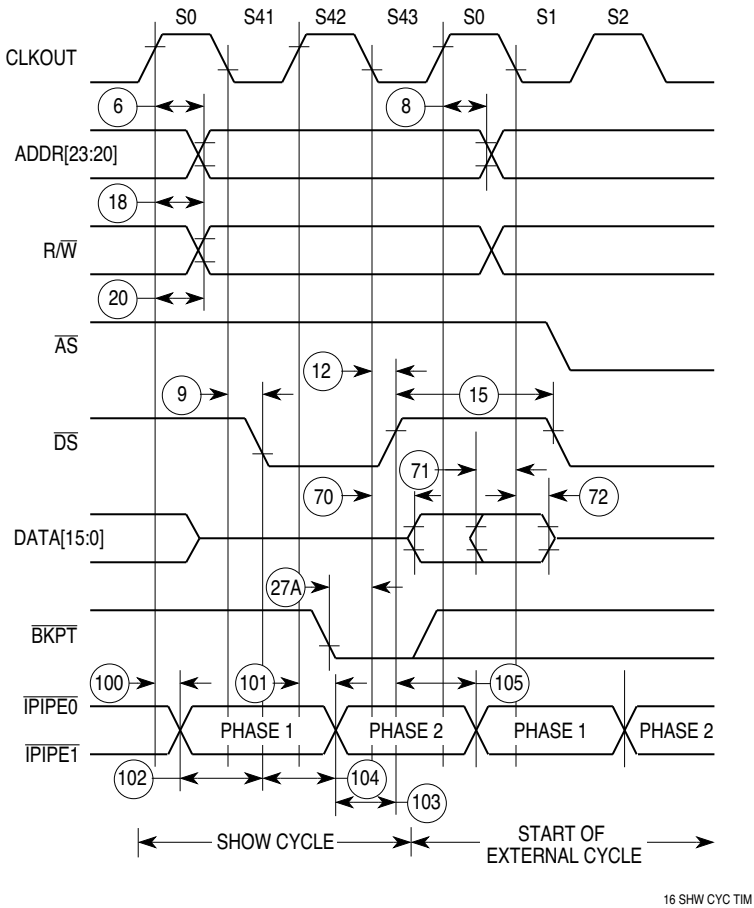 S0 S41 S42 S43 S0 S1 S2
CLKOUT
6 8
ADDR[23:20]
18
R/W
20
AS
12
9 15
DS
71
70 72
DATA[15:0]
27A
BKPT
100 101 105
IPIPE0
PHASE 1 PHASE 2 PHASE 1 PHASE 2
IPIPE1
102 104
103
SHOW CYCLE START OF
EXTERNAL CYCLE
16 SHW CYC TIM